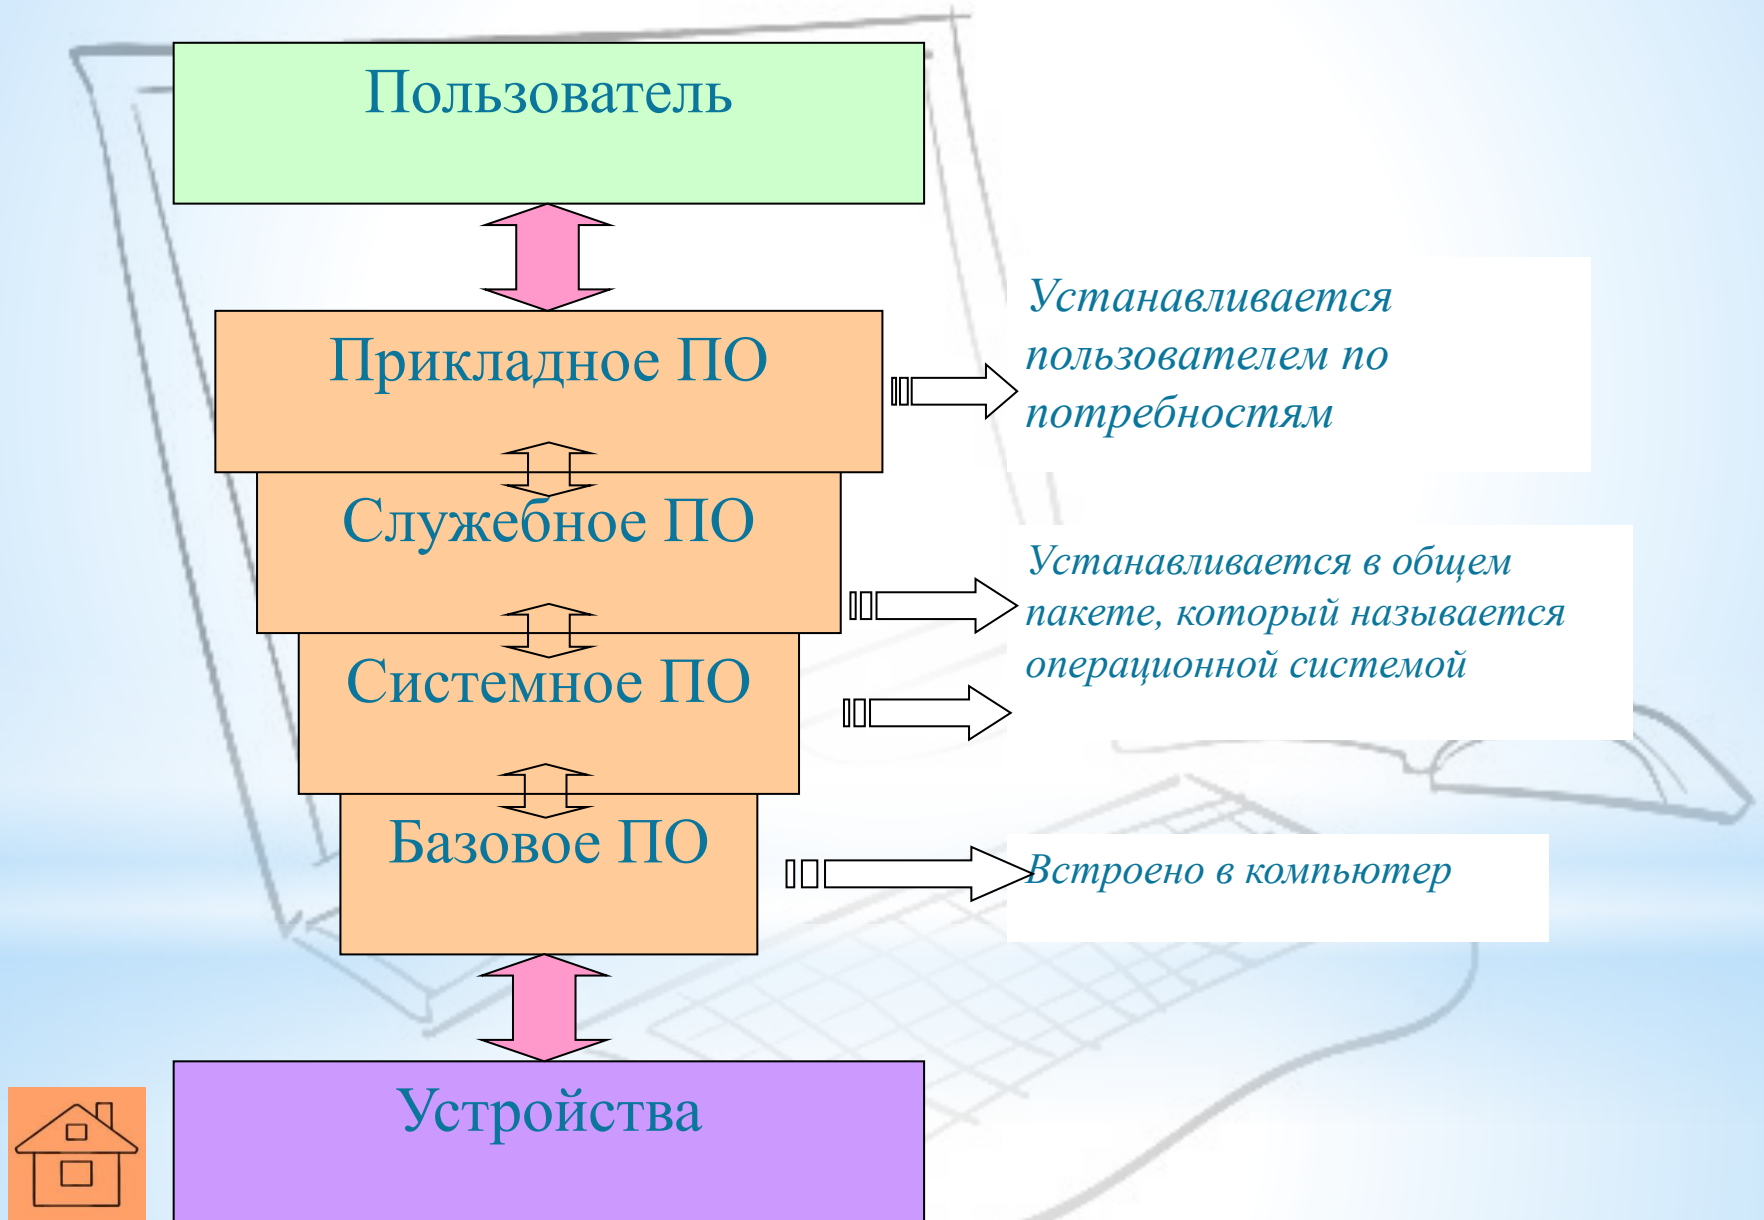 Пользователь
Прикладное ПО
Устанавливается
пользователем по
потребностям
Служебное ПО
Системное ПО
Устанавливается в общем
пакете, который называется
операционной системой
Базовое ПО
Встроено в компьютер
Устройства